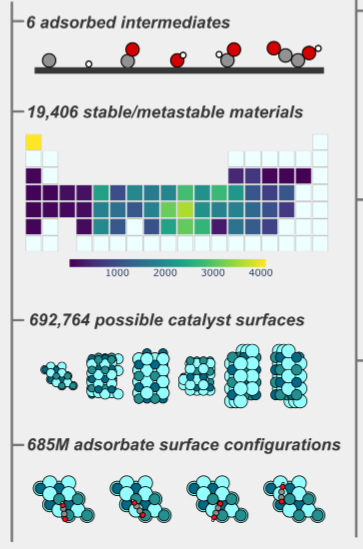 6 adsorbed intermediates
19,406 stable/metastable materials
1000 2000 3000 4000
692,764 possible catalyst surfaces
685M adsorbate surface configurations